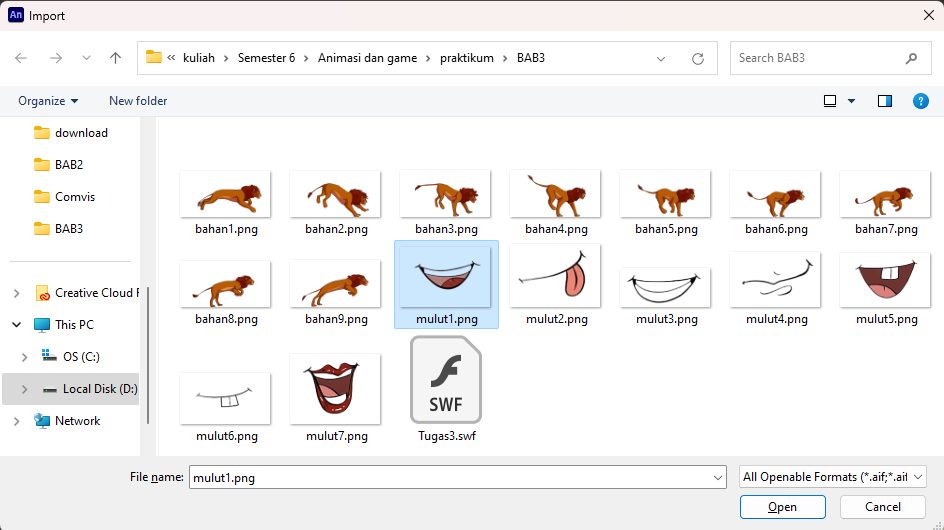 An Import
« kuliah > Semester 6 > Animasi dan game > praktikum > BAB3
Search BAB3
Organize New folder
?
download
BAB2
Comvis
BAB3
Creative Cloud F
This PC
OS (C:)
Local Disk (D:)
Network
bahan1.png bahan2.png bahan3.png bahan4.png bahan5.png bahan6.png bahan7.png
bahan8.png bahan9.png mulut1.png mulut2.png mulut3.png mulut4.png mulut5.png
SWF
mulut6.png mulut7.png Tugas3.swf
File name: mulut1.png All Openable Formats (*.aif;*.aif
Open Cancel